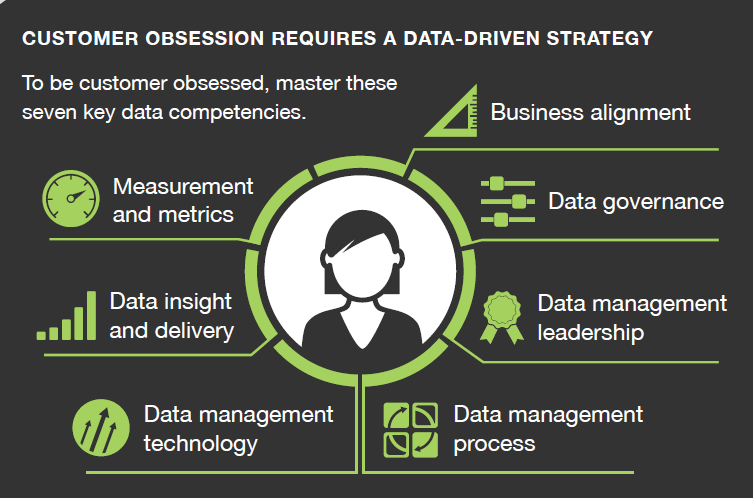 CUSTOMER OBSESSION REQUIRES A DATA-DRIVEN STRATEGY
To be customer obsessed, master these
seven key data competencies.
Business alignment
Measurement
and metrics
Data governance
Data insight
and delivery
Data management
leadership
Data management
technology
Data management
process